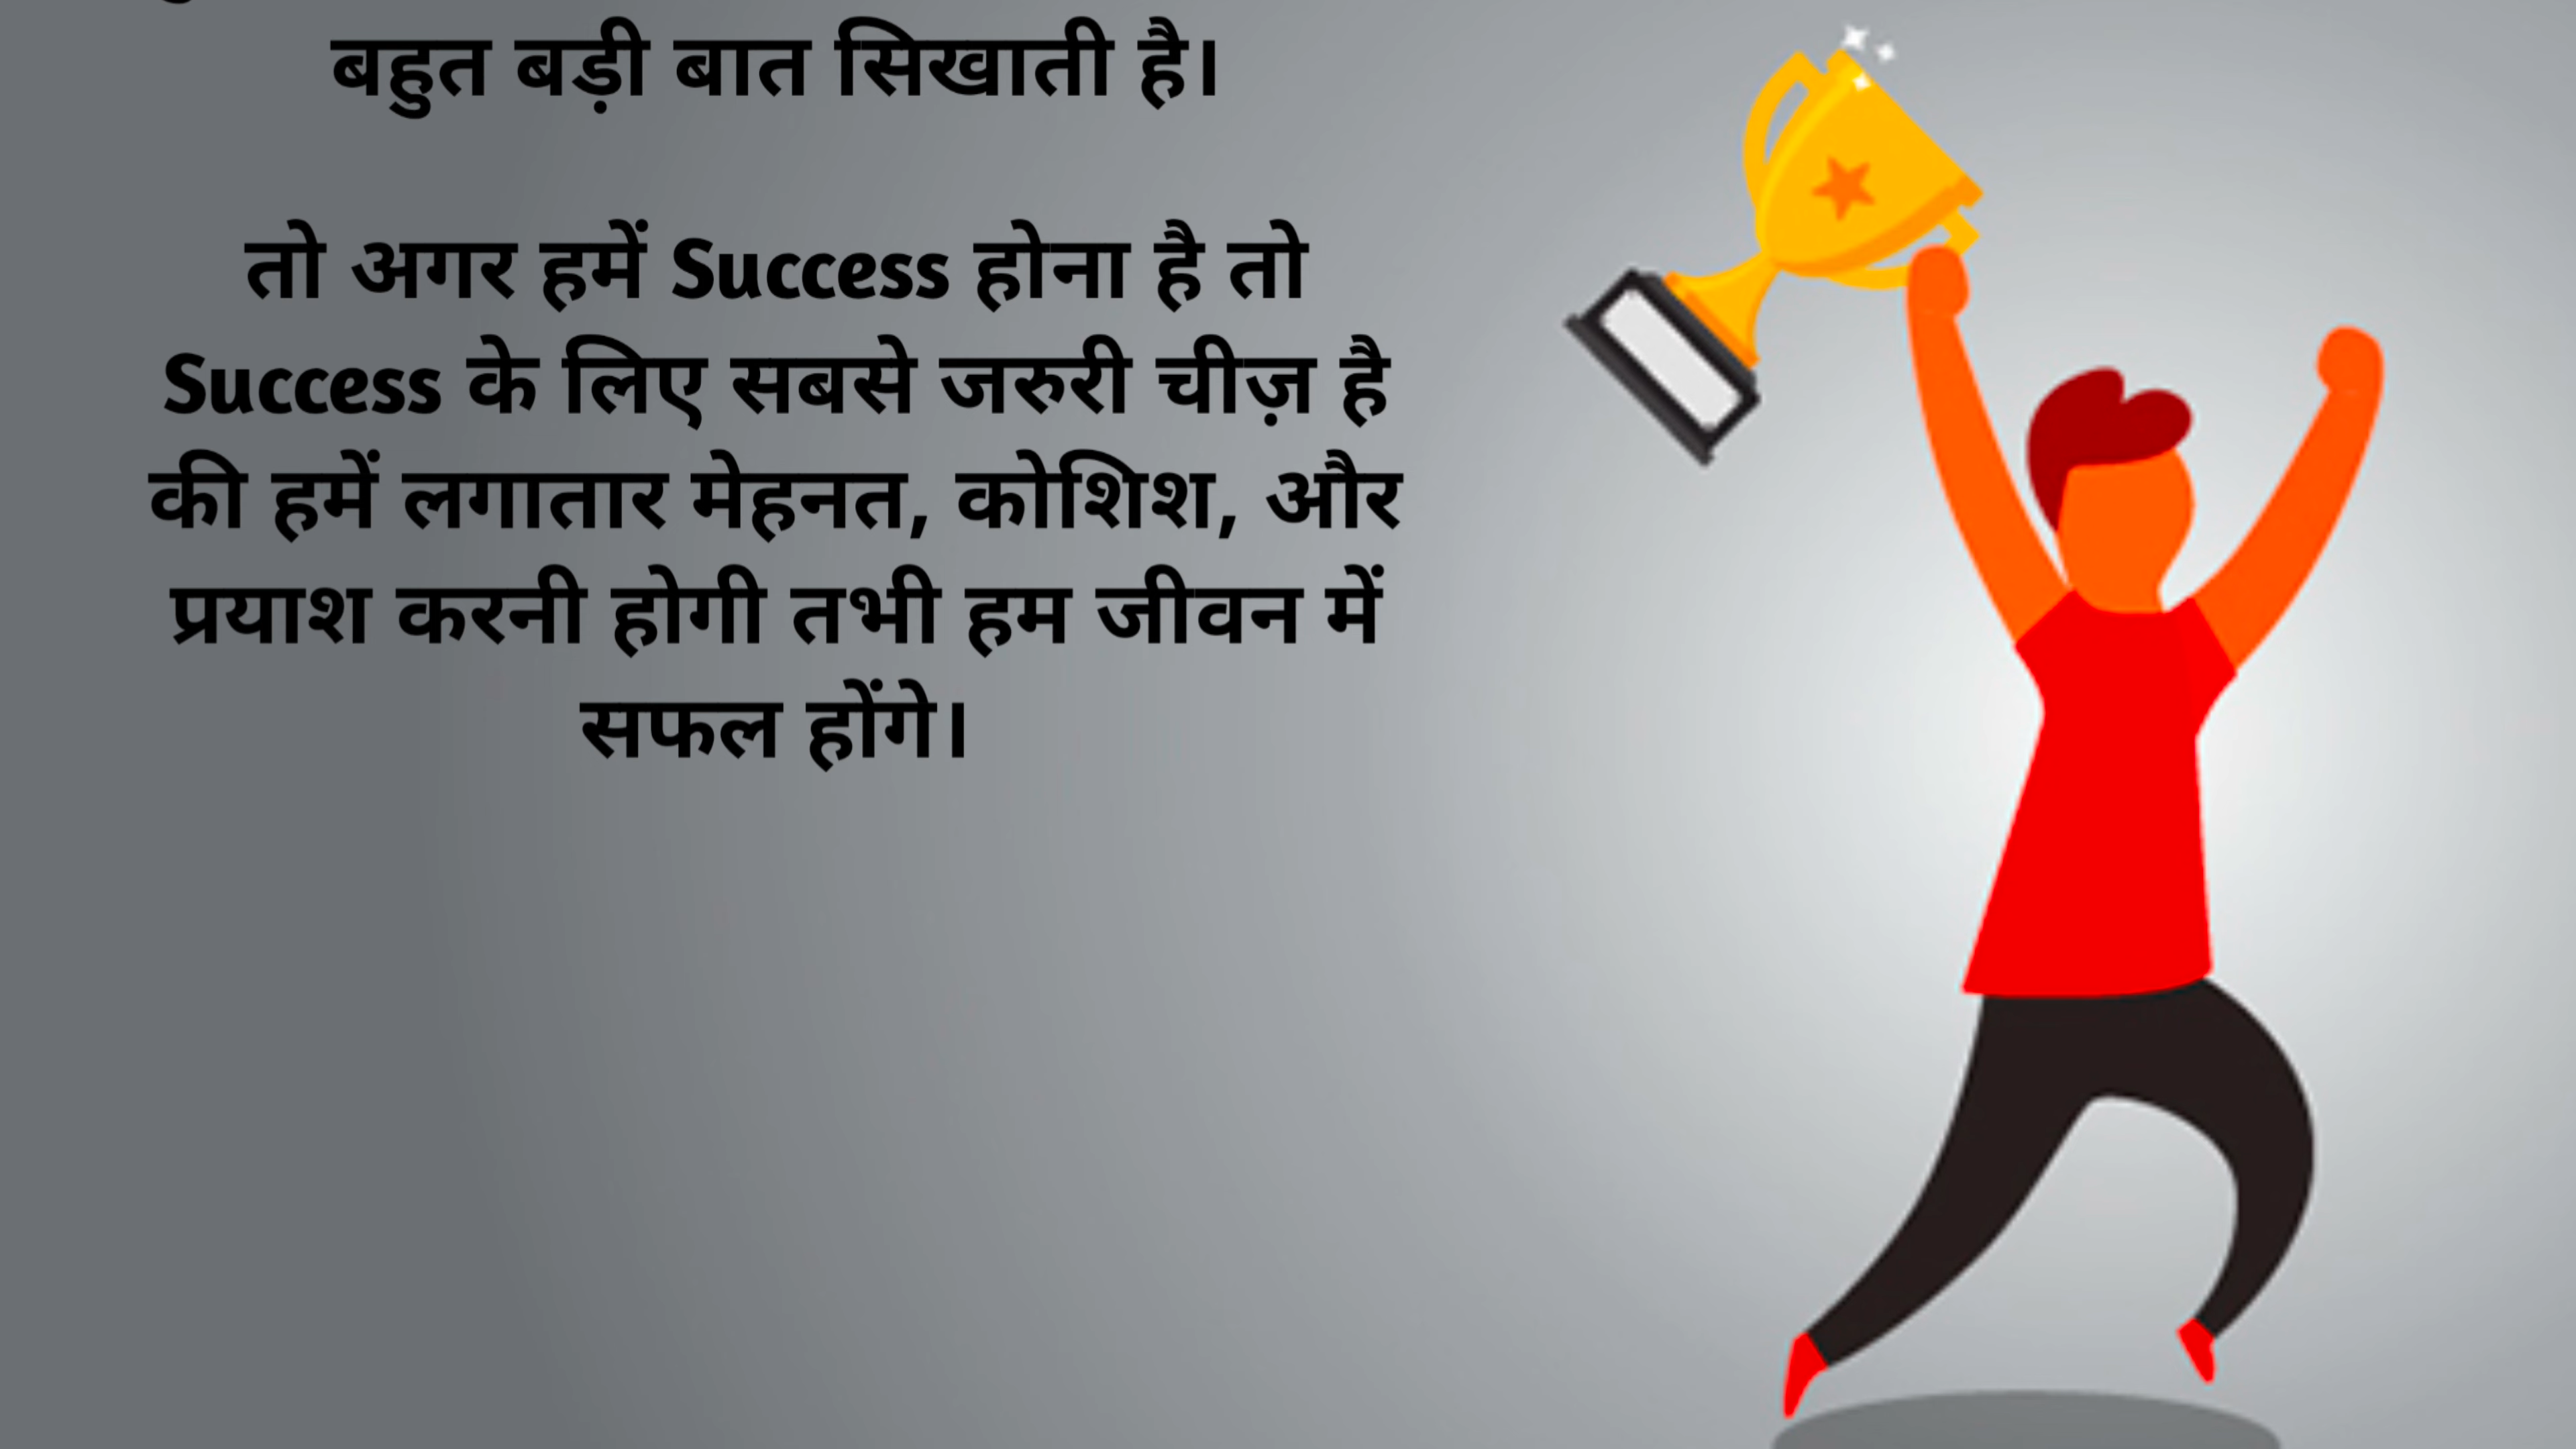 बहुत बड़ी बात सिखाती है।
तो अगर हमें Success होना है तो
Success के लिए सबसे जरुरी चीज़ है
की हमें लगातार मेहनत, कोशिश, और
प्रयाश करनी होगी तभी हम जीवन में
सफल होंगे।